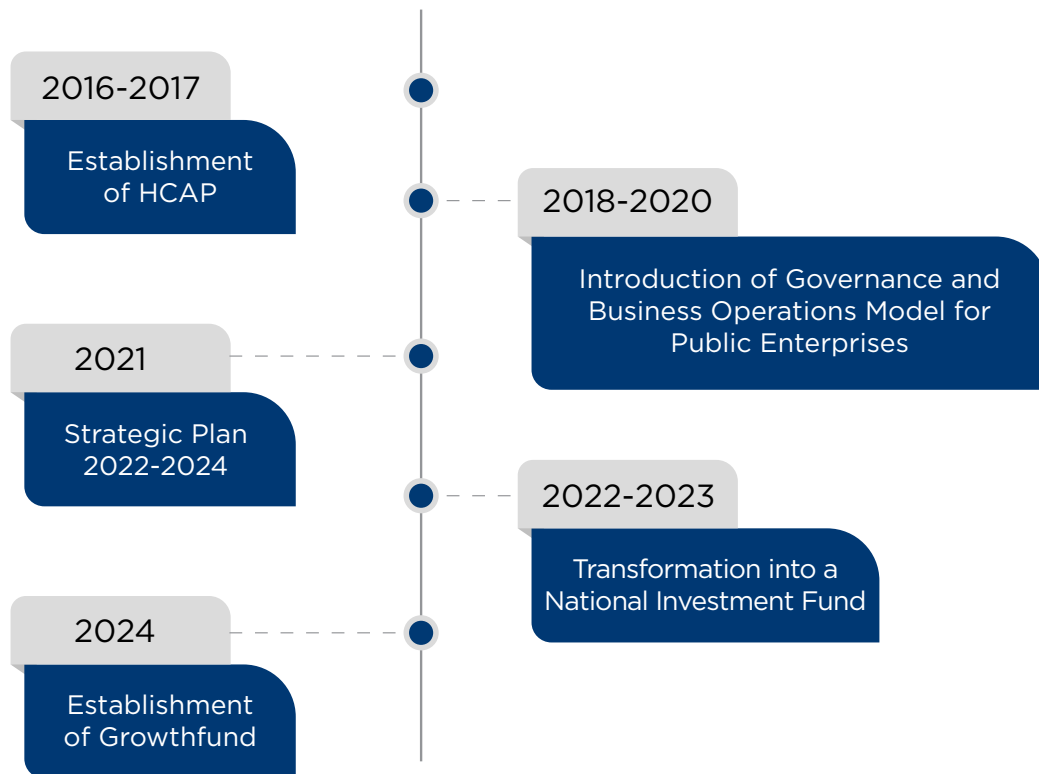 2016-2017
Establishment
of HCAP
2018-2020
Introduction of Governance and
Business Operations Model for
Public Enterprises
2021
Strategic Plan
2022-2024
2022-2023
Transformation into a
National Investment Fund
2024
Establishment
of Growthfund